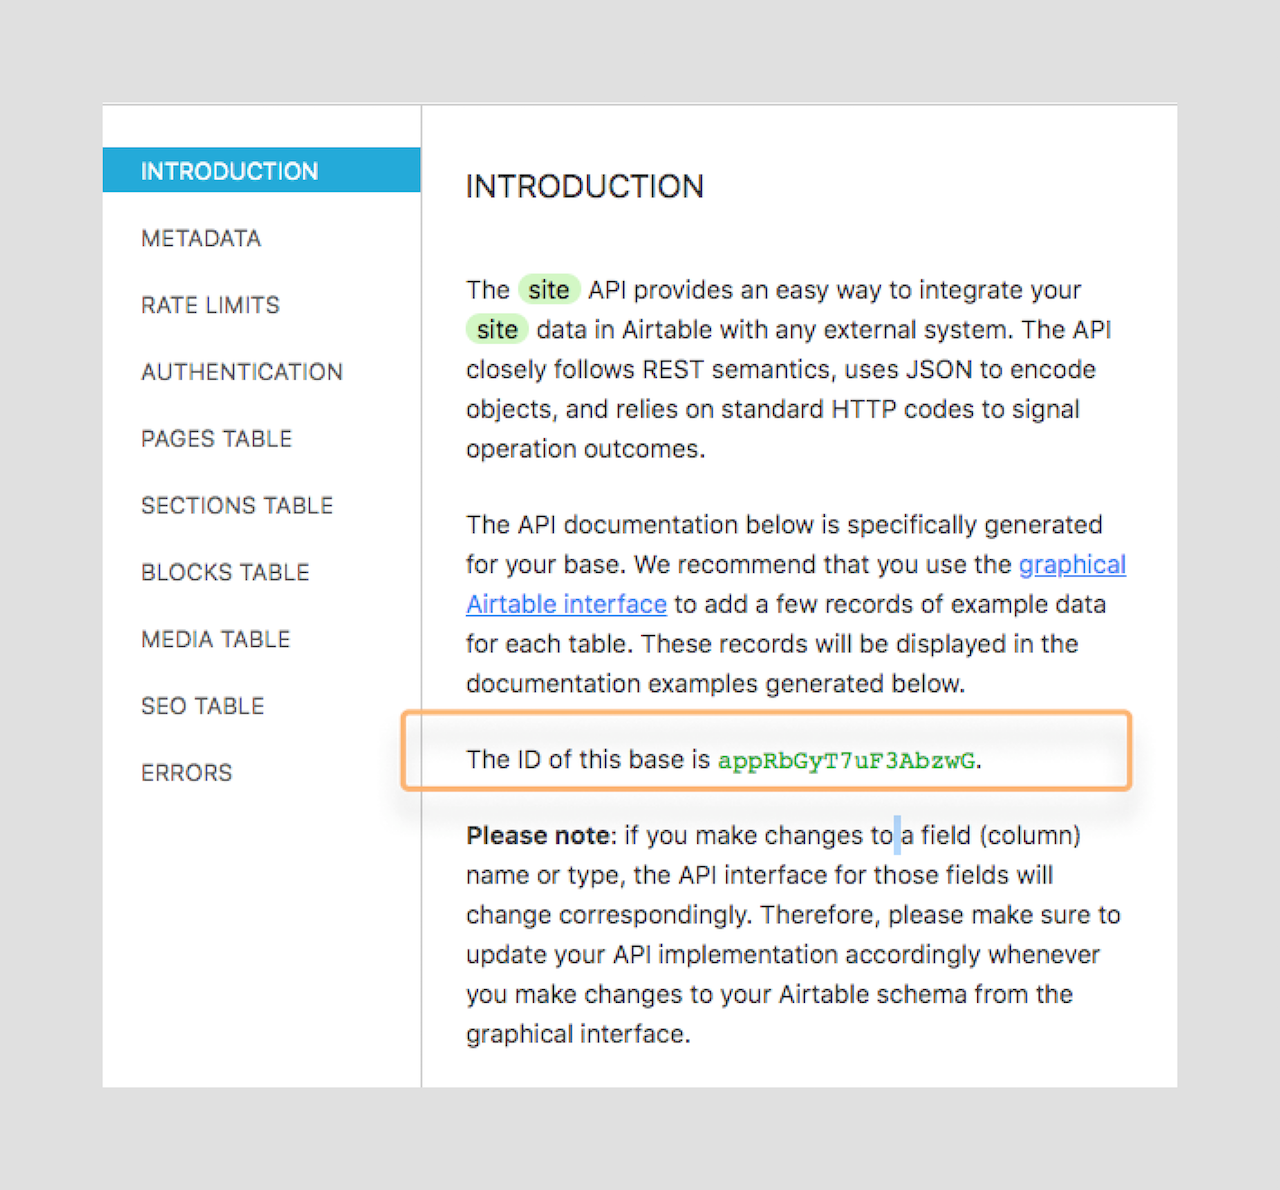 INTRODUCTION
METADATA
RATE LIMITS
AUTHENTICATION
PAGES TABLE
SECTIONS TABLE
BLOCKS TABLE
MEDIA TABLE
SEO TABLE
ERRORS
INTRODUCTION
The site API provides an easy way to integrate your
site data in Airtable with any external system. The API
closely follows REST semantics, uses JSON to encode
objects, and relies on standard HTTP codes to signal
operation outcomes.
The API documentation below is specifically generated
for your base. We recommend that you use the graphical
Airtable interface to add a few records of example data
for each table. These records will be displayed in the
documentation examples generated below.
The ID of this base is appRbGyT7uF3AbzwG.
Please note: if you make changes to a field (column)
name or type, the API interface for those fields will
change correspondingly. Therefore, please make sure to
update your API implementation accordingly whenever
you make changes to your Airtable schema from the
graphical interface.